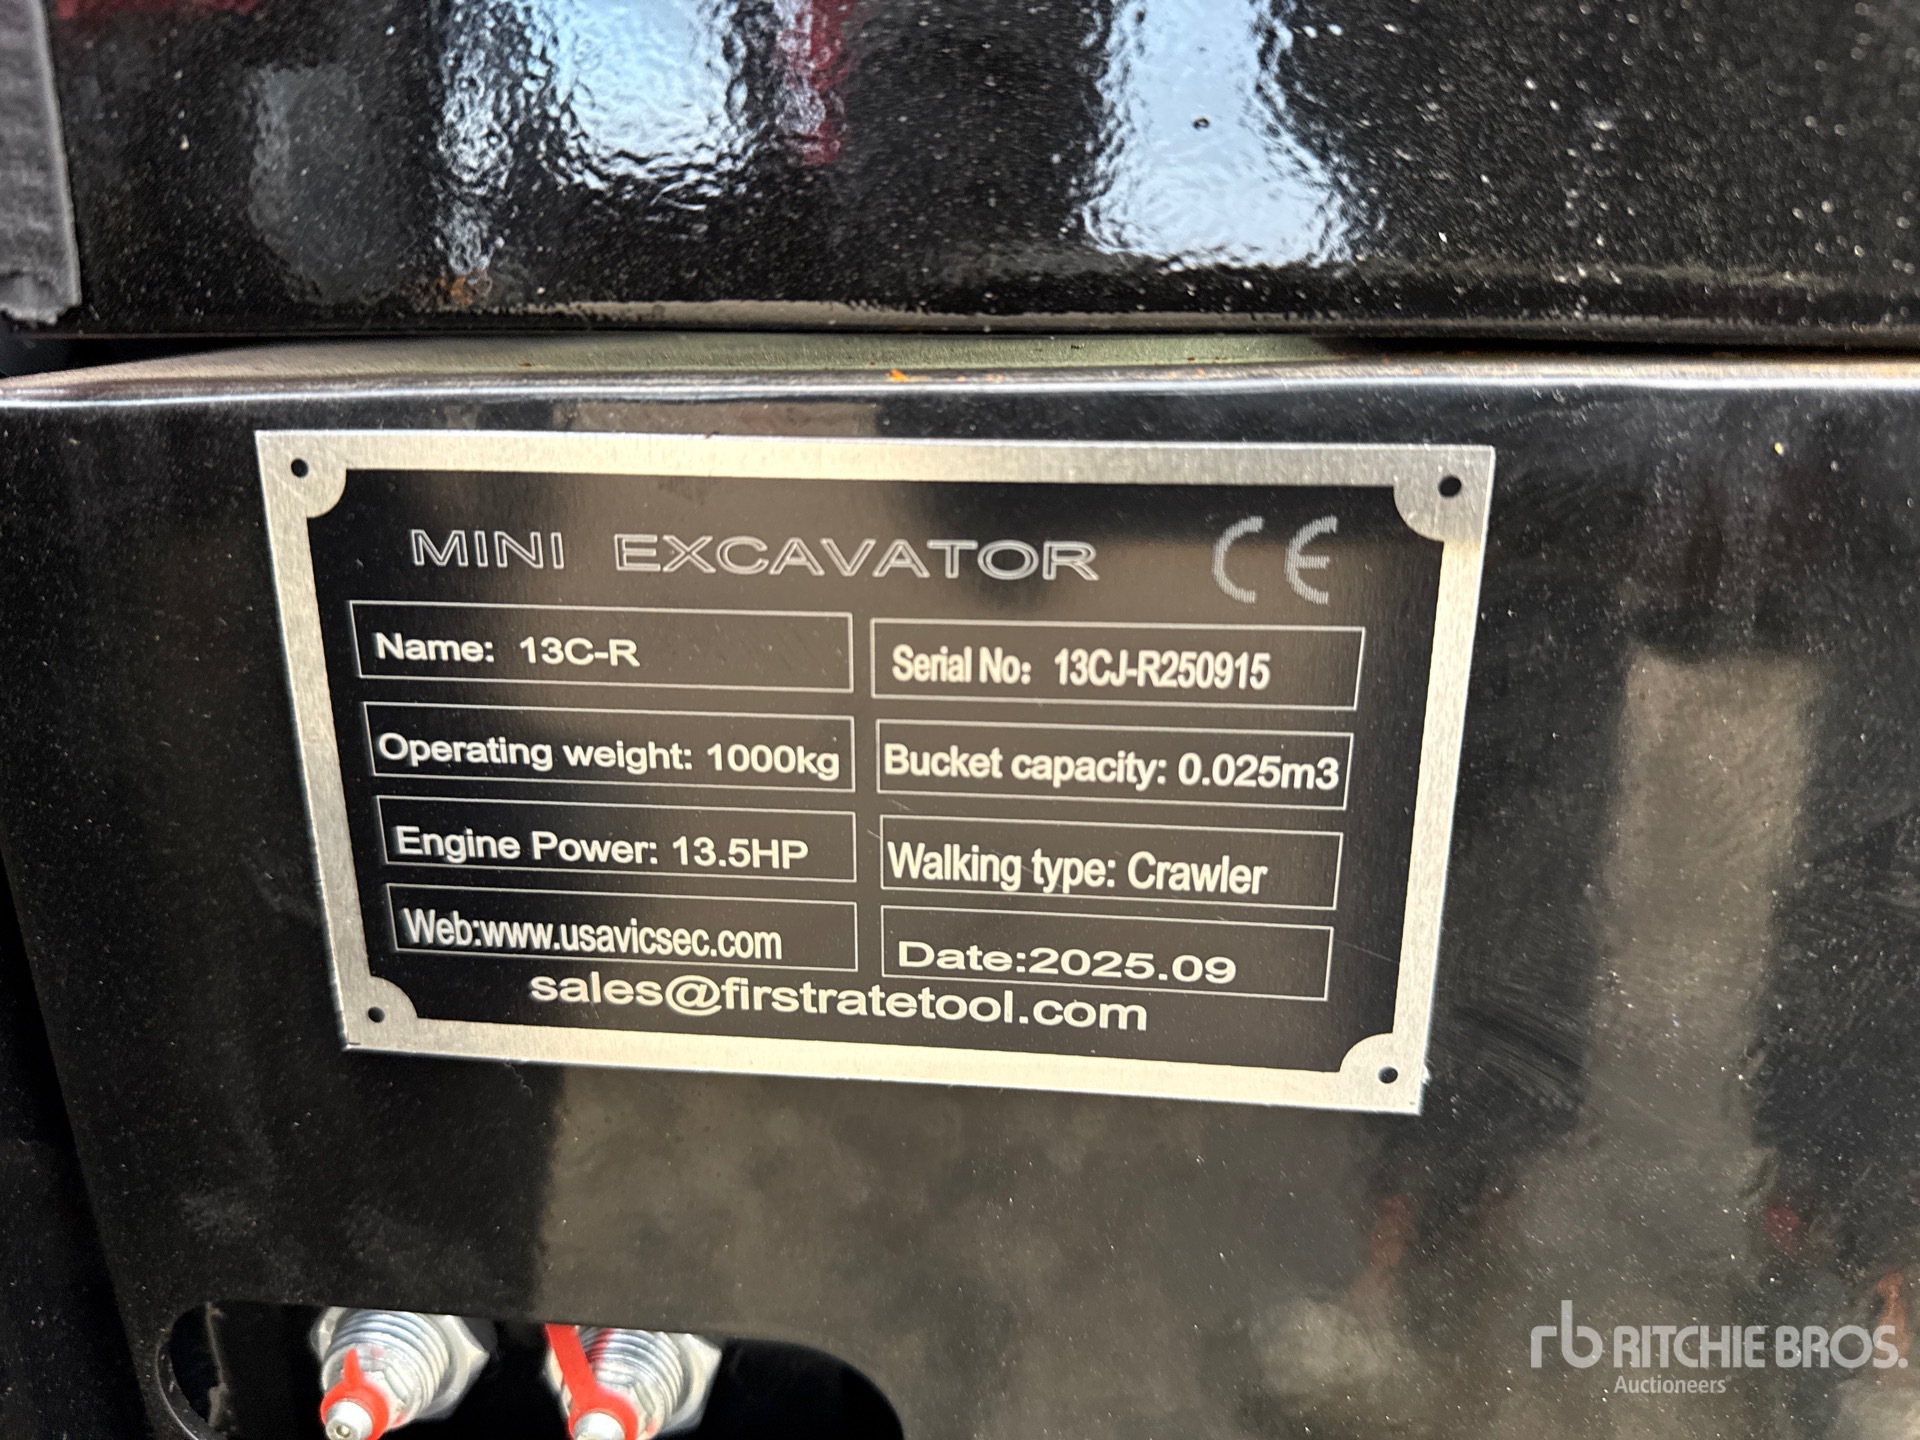 MINI EXCAVATOR CE
Name: 13C-R
Serial No: 13CJ-R250915
Operating weight: 1000kg
Bucket capacity: 0.025m3
Engine Power: 13.5HP
Walking type: Crawler
Web:www.usavicsec.com
Date:2025.09
sales@firstratetool.com
rb RITCHIE BROS.
Auctioneers